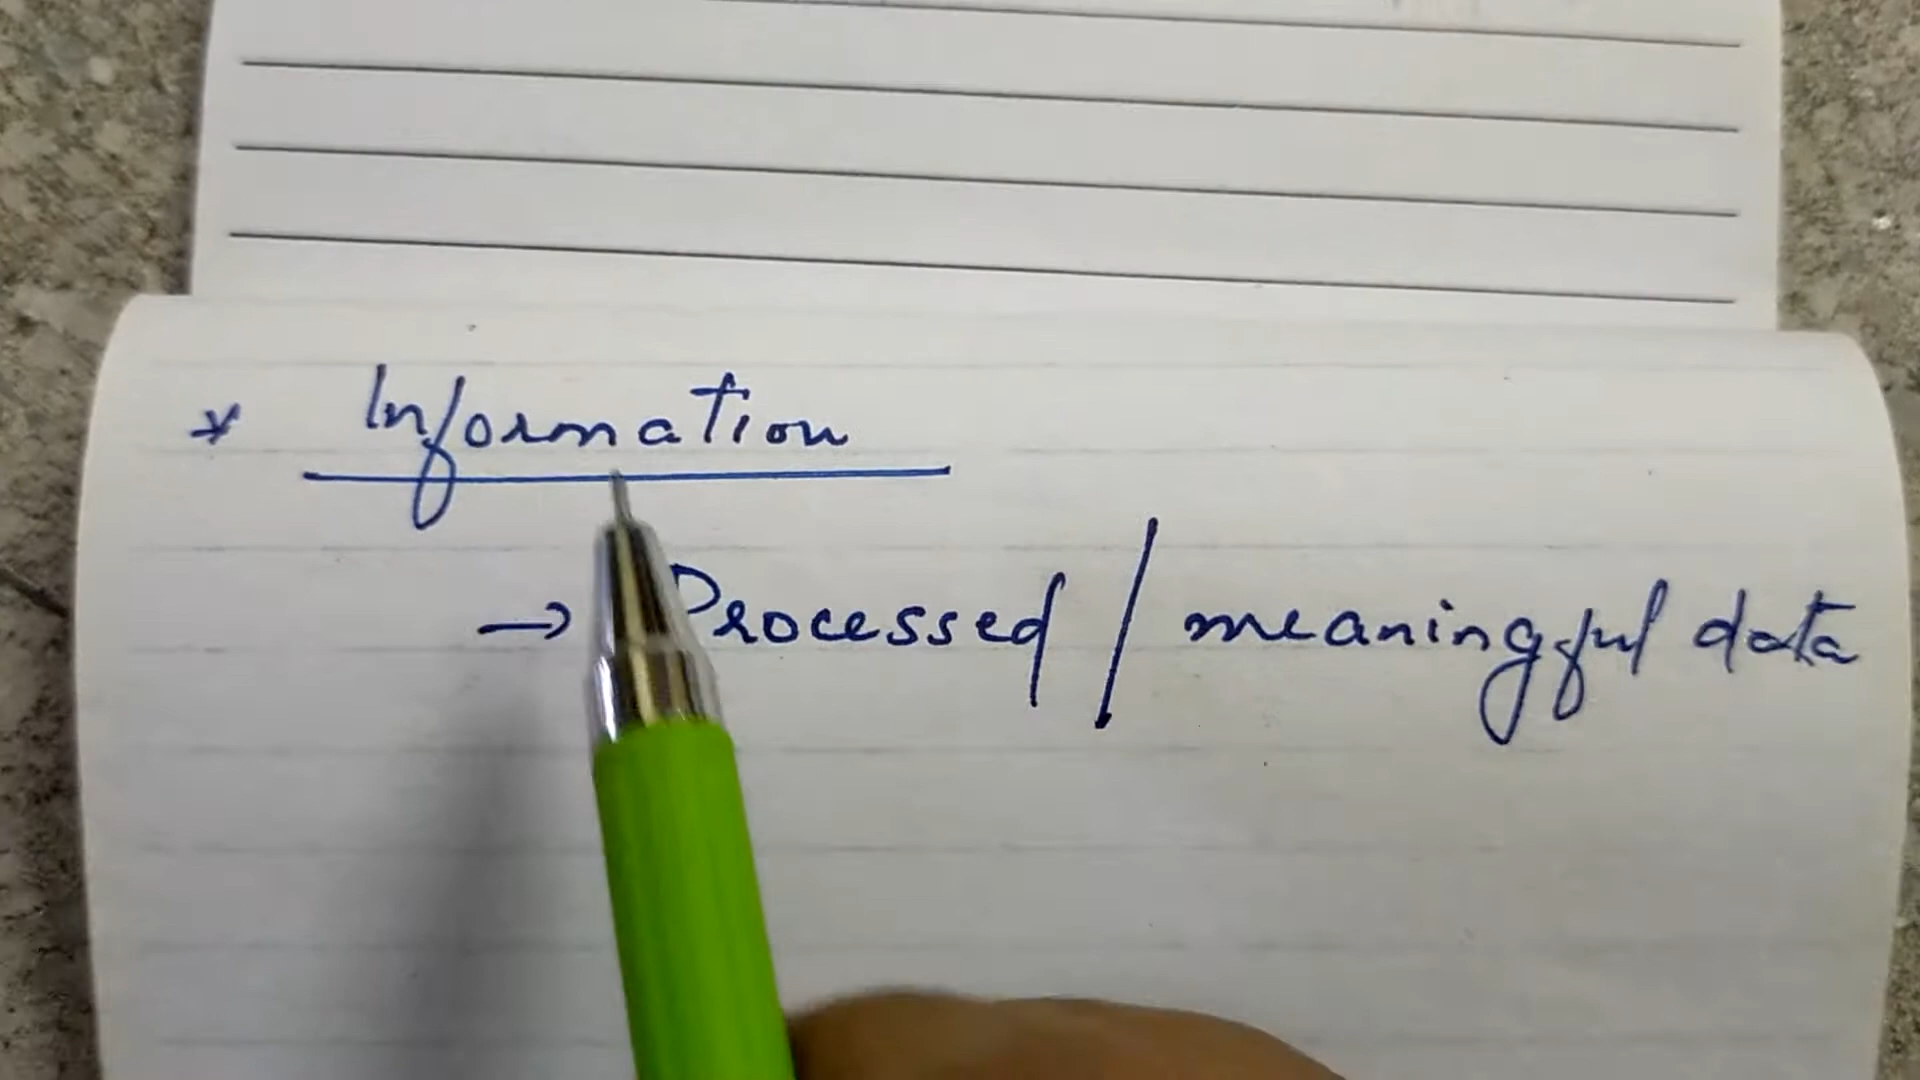 * Information
→ Processed / meaningful data